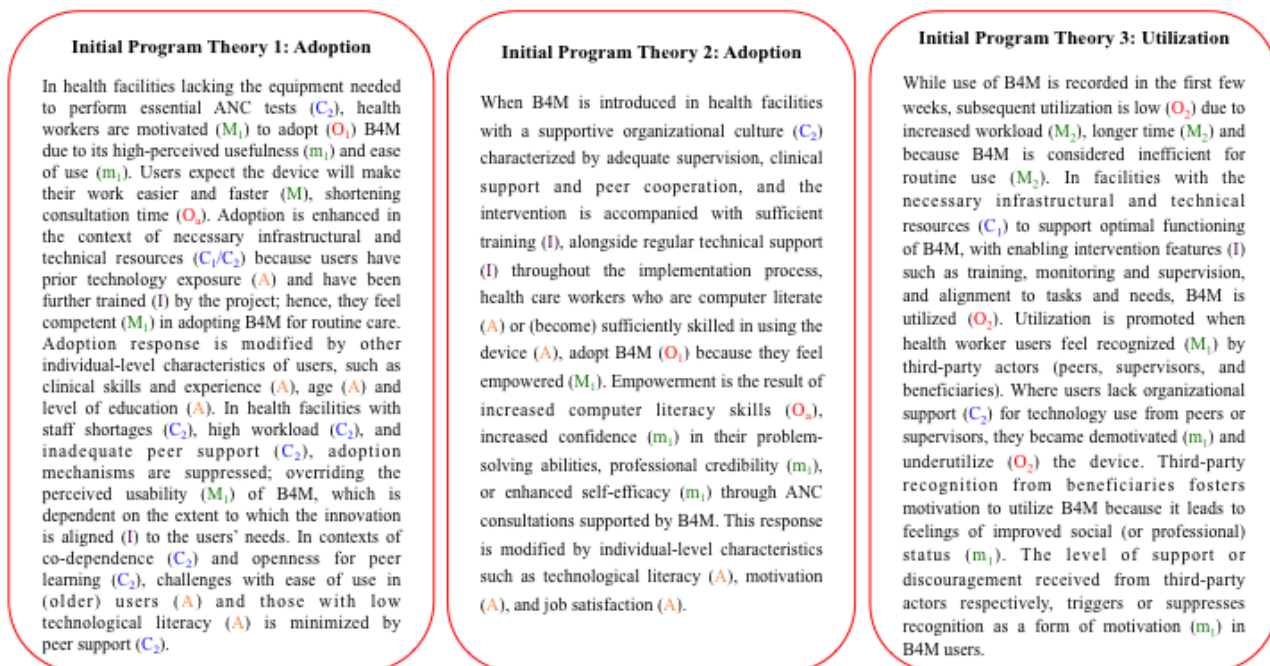 Initial Program Theory 1: Adoption
In health facilities lacking the equipment needed
to perform essential ANC tests (C₂), health
workers are motivated (M₁) to adopt (O₁) B4M
due to its high-perceived usefulness (m₁) and ease
of use (m₁). Users expect the device will make
their work easier and faster (M), shortening
consultation time (Oₐ). Adoption is enhanced in
the context of necessary infrastructural and
technical resources (C₁/C₂) because users have
prior technology exposure (A) and have been
further trained (I) by the project; hence, they feel
competent (M₁) in adopting B4M for routine care.
Adoption response is modified by other
individual-level characteristics of users, such as
clinical skills and experience (A), age (A) and
level of education (A). In health facilities with
staff shortages (C₂), high workload (C₂), and
inadequate peer support (C₂), adoption
mechanisms are suppressed; overriding the
perceived usability (M₁) of B4M, which is
dependent on the extent to which the innovation
is aligned (I) to the users' needs. In contexts of
co-dependence (C₂) and openness for peer
learning (C₂), challenges with ease of use in
(older) users (A) and those with low
technological literacy (A) is minimized by
peer support (C₂).
Initial Program Theory 2: Adoption
When B4M is introduced in health facilities
with a supportive organizational culture (C₂)
characterized by adequate supervision, clinical
support and peer cooperation, and the
intervention is accompanied with sufficient
training (I), alongside regular technical support
(I) throughout the implementation process,
health care workers who are computer literate
(A) or (become) sufficiently skilled in using the
device (A), adopt B4M (O₁) because they feel
empowered (M₁). Empowerment is the result of
increased computer literacy skills (Oₐ),
increased confidence (m₁) in their problem-
solving abilities, professional credibility (m₁),
or enhanced self-efficacy (m₁) through ANC
consultations supported by B4M. This response
is modified by individual-level characteristics
such as technological literacy (A), motivation
(A), and job satisfaction (A).
Initial Program Theory 3: Utilization
While use of B4M is recorded in the first few
weeks, subsequent utilization is low (O₂) due to
increased workload (M₂), longer time (M₂) and
because B4M is considered inefficient for
routine use (M₂). In facilities with the
necessary infrastructural and technical
resources (C₁) to support optimal functioning
of B4M, with enabling intervention features (I)
such as training, monitoring and supervision,
and alignment to tasks and needs, B4M is
utilized (O₂). Utilization is promoted when
health worker users feel recognized (M₁) by
third-party actors (peers, supervisors, and
beneficiaries). Where users lack organizational
support (C₂) for technology use from peers or
supervisors, they became demotivated (m₁) and
underutilize (O₂) the device. Third-party
recognition from beneficiaries fosters
motivation to utilize B4M because it leads to
feelings of improved social (or professional)
status (m₁). The level of support or
discouragement received from third-party
actors respectively, triggers or suppresses
recognition as a form of motivation (m₁) in
B4M users.